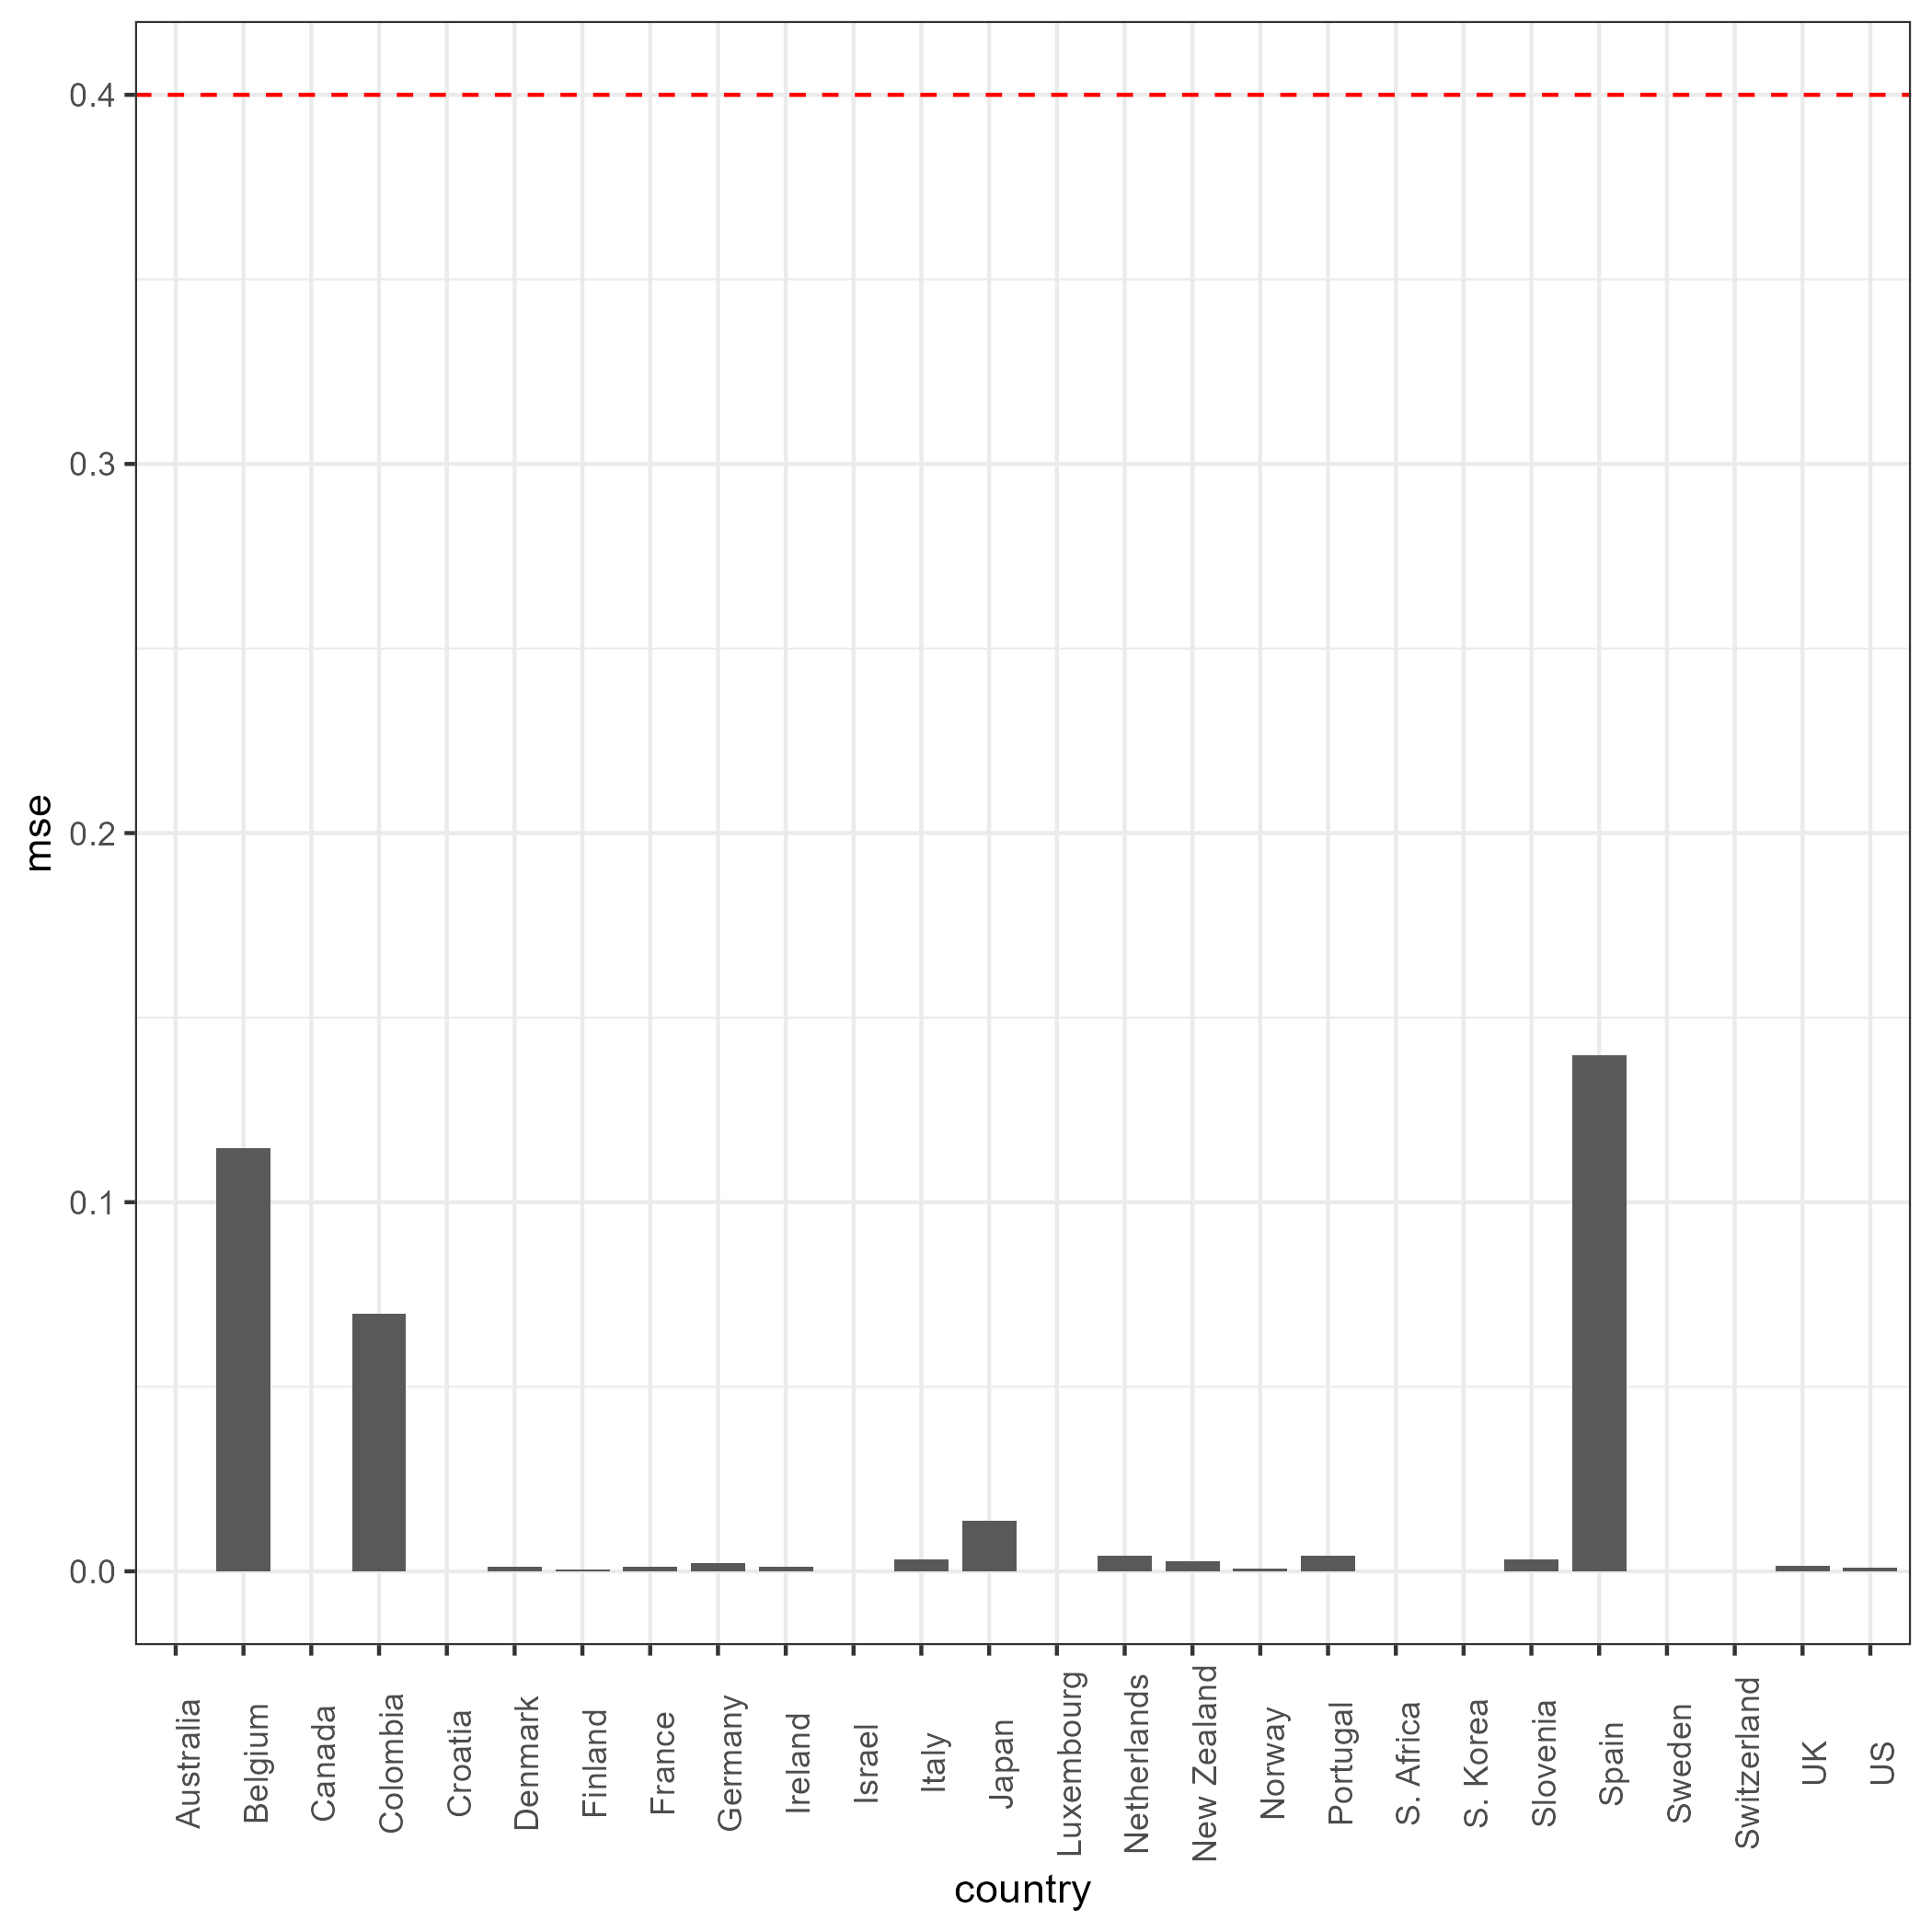 mse
0.4
0.3
0.2
0.1
0.0
Australia
Belgium
Canada
Colombia
Croatia
Denmark
Finland
France
Germany
Ireland
Israel
Italy
Japan
Luxembourg
Netherlands
New Zealand
Norway
Portugal
S. Africa
S. Korea
Slovenia
Spain
Sweden
Switzerland
UK
US
country